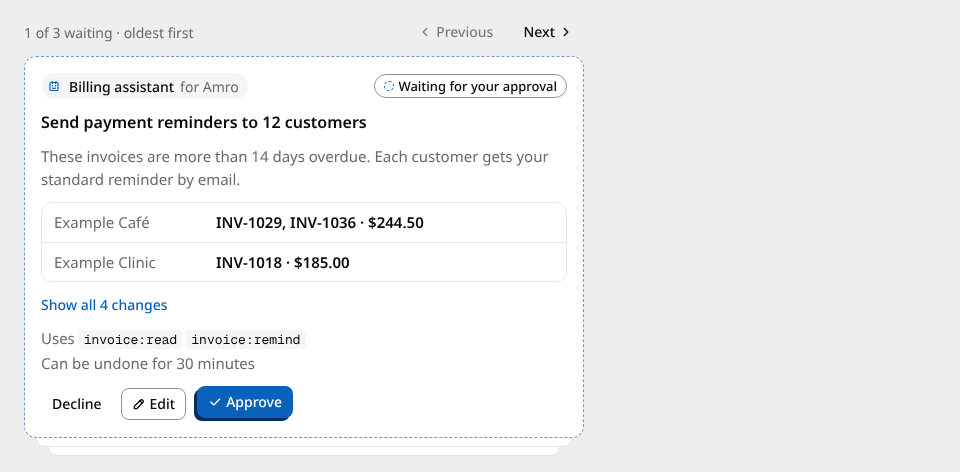 1 of 3 waiting · oldest first
Previous
Next
Billing assistant for Amro
Waiting for your approval
Send payment reminders to 12 customers
These invoices are more than 14 days overdue. Each customer gets your
standard reminder by email.
Example Café INV-1029, INV-1036 · $244.50
Example Clinic INV-1018 · $185.00
Show all 4 changes
Uses invoice:read invoice:remind
Can be undone for 30 minutes
Decline
Edit
Approve